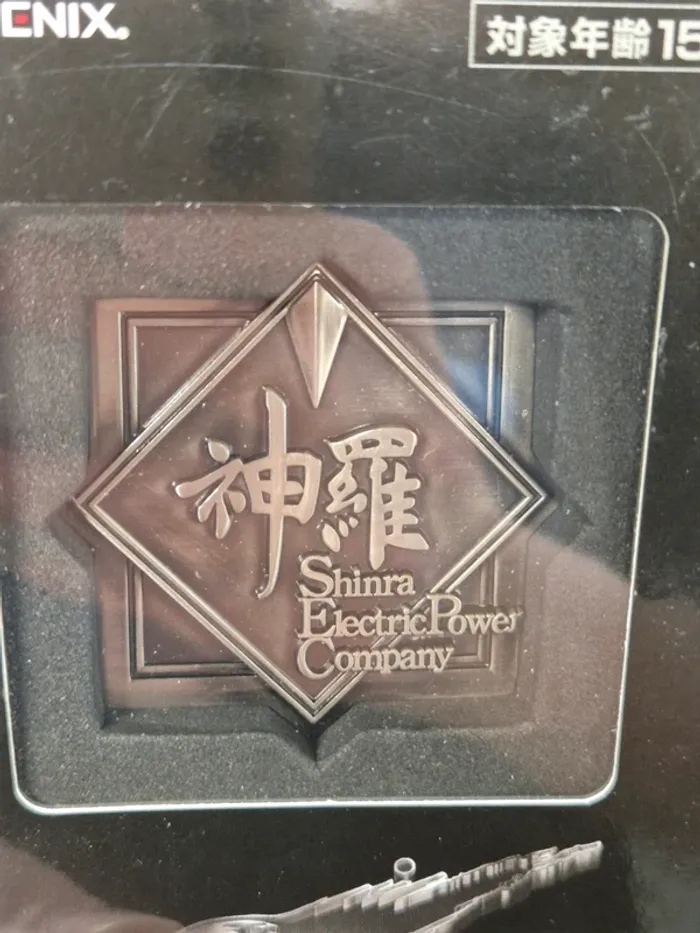 ENIX.
対象年齢15
神羅
Shinra
Electric Power
Company